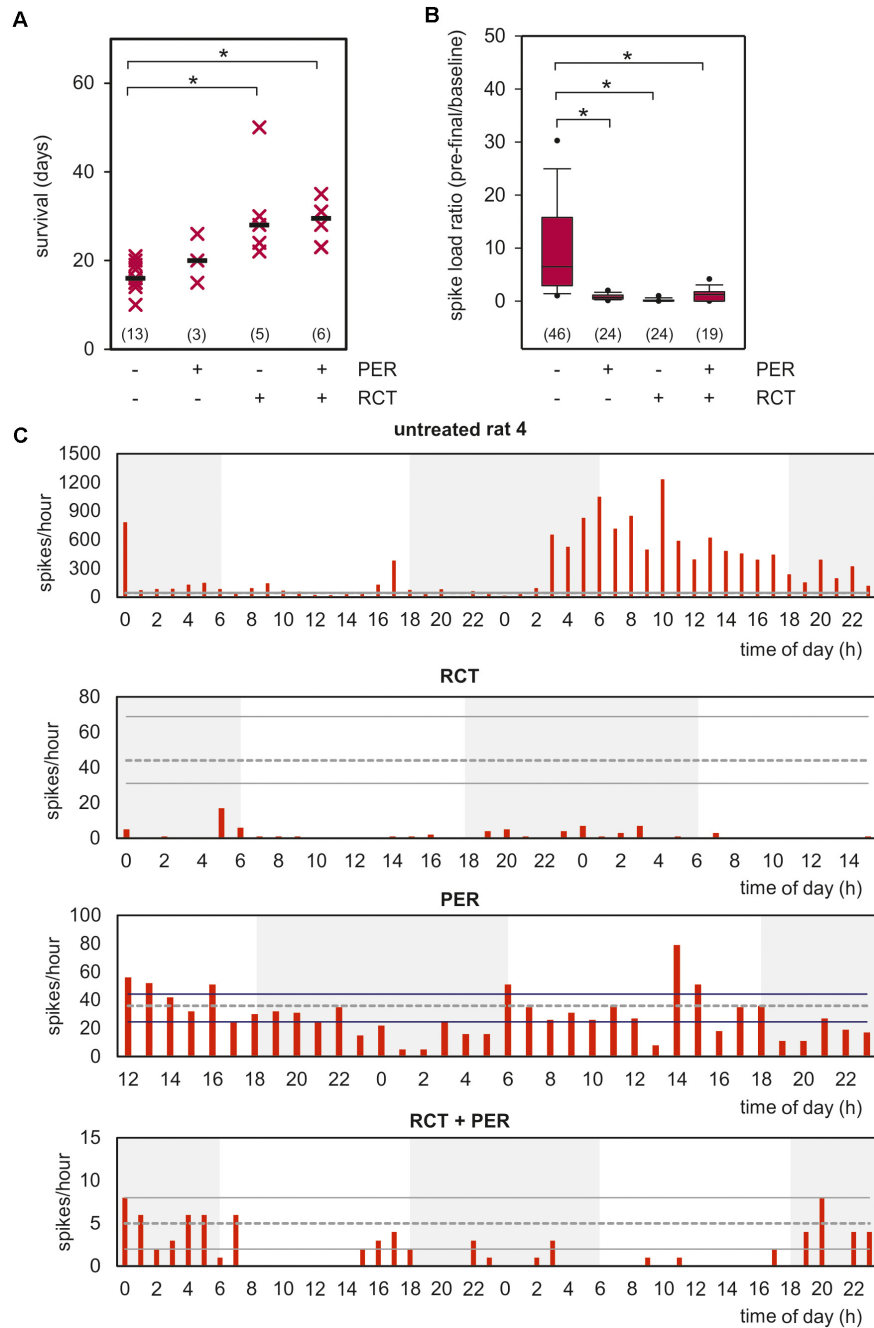 A
survival (days)
60
40
20
0
*
*
(13) (3) (5) (6)
- + - + PER
- - + + RCT
B
spike load ratio (pre-final/baseline)
50
40
30
20
10
0
*
*
*
(46) (24) (24) (19)
- + - + PER
- - + + RCT
C
untreated rat 4
spikes/hour
1500
1200
900
600
300
0
0 2 4 6 8 10 12 14 16 18 20 22 0 2 4 6 8 10 12 14 16 18 20 22
time of day (h)
RCT
spikes/hour
80
60
40
20
0
0 2 4 6 8 10 12 14 16 18 20 22 0 2 4 6 8 10 12 14
time of day (h)
PER
spikes/hour
100
80
60
40
20
0
12 14 16 18 20 22 0 2 4 6 8 10 12 14 16 18 20 22
time of day (h)
RCT + PER
spikes/hour
15
10
5
0
0 2 4 6 8 10 12 14 16 18 20 22 0 2 4 6 8 10 12 14 16 18 20 22
time of day (h)